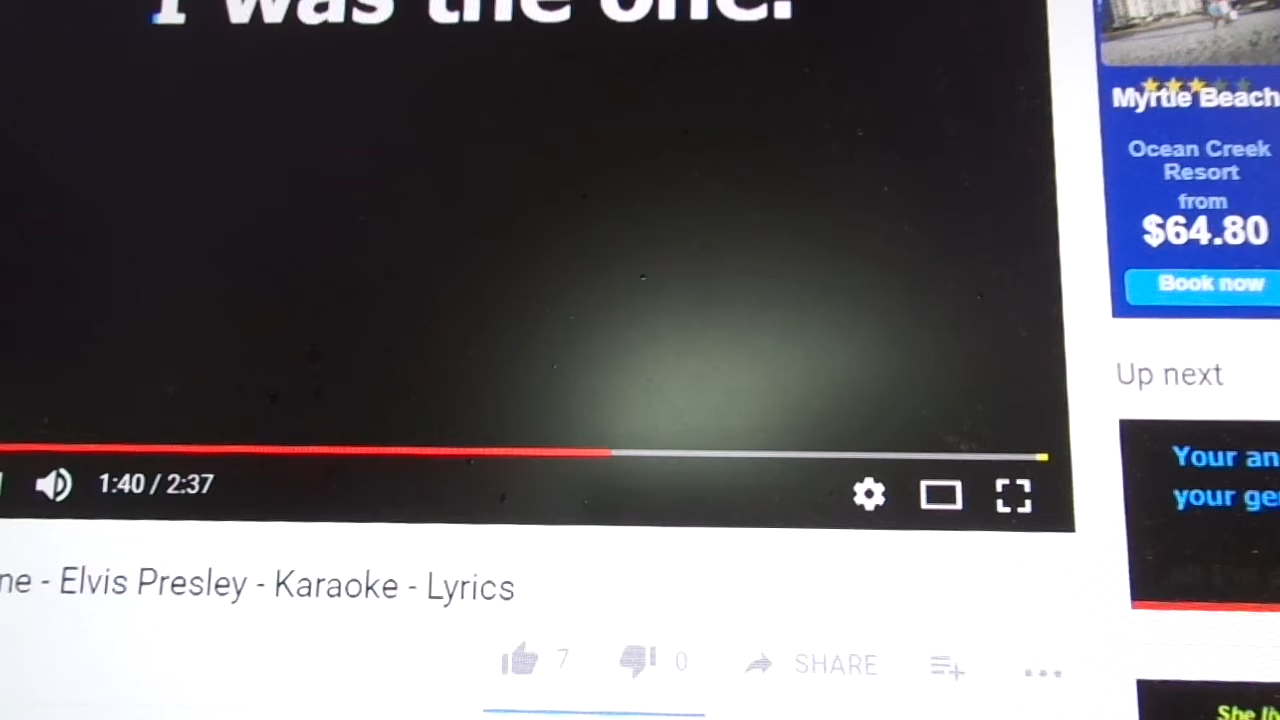 I was the one.
Myrtle Beach
Ocean Creek
Resort
from
$64.80
Book now
Up next
Your an
your ge
1:40 / 2:37
ne - Elvis Presley - Karaoke - Lyrics
7
0
SHARE
She